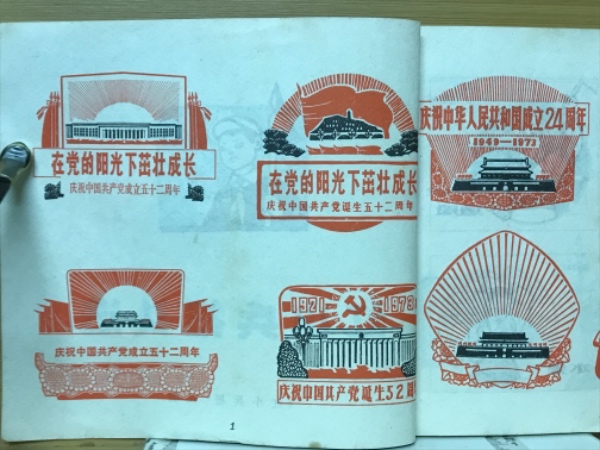 在党的阳光下茁壮成长
庆祝中国共产党成立五十二周年
在党的阳光下茁壮成长
庆祝中国共产党诞生五十二周年
庆祝中国共产党成立五十二周年
1921 1973
庆祝中国共产党诞生52周
1
庆祝中华人民共和国成立24周年
1949—1973